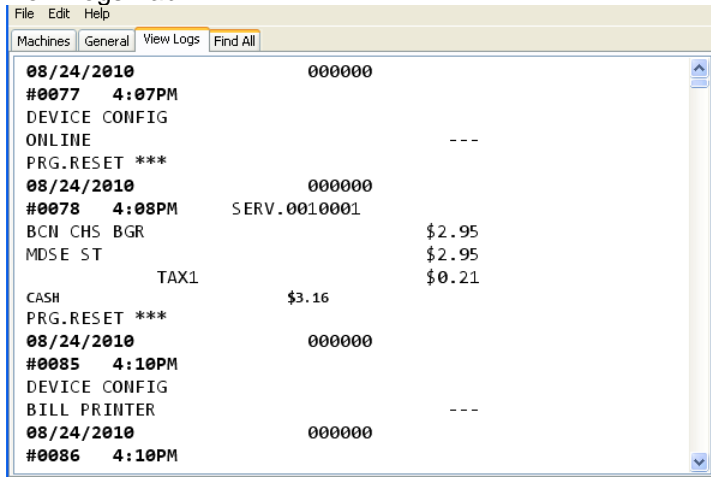 File Edit Help
Machines General View Logs Find All
08/24/2010 000000
#0077 4:07PM
DEVICE CONFIG
ONLINE ---
PRG.RESET ***
08/24/2010 000000
#0078 4:08PM SERV.0010001
BCN CHS BGR $2.95
MDSE ST $2.95
TAX1 $0.21
CASH $3.16
PRG.RESET ***
08/24/2010 000000
#0085 4:10PM
DEVICE CONFIG
BILL PRINTER ---
08/24/2010 000000
#0086 4:10PM